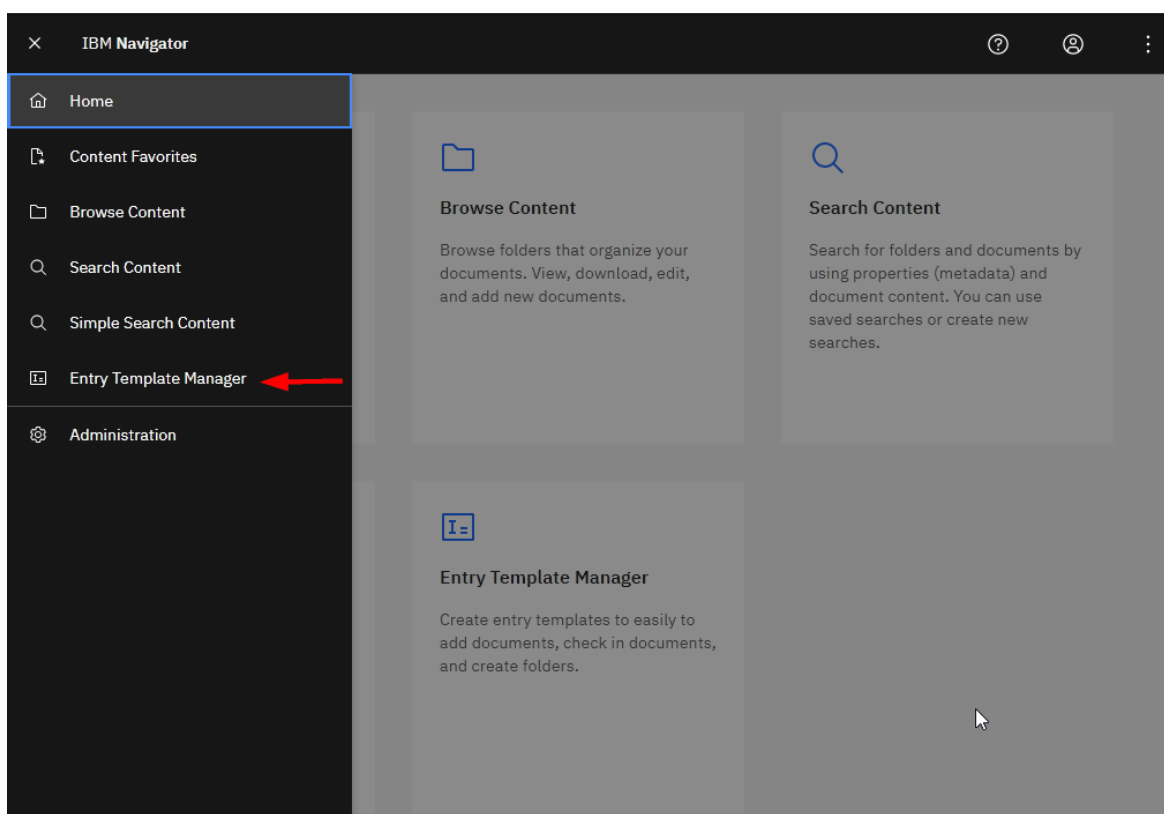 IBM Navigator
Home
Content Favorites
Browse Content
Search Content
Simple Search Content
Entry Template Manager
Administration
Browse Content
Browse folders that organize your
documents. View, download, edit,
and add new documents.
Search Content
Search for folders and documents by
using properties (metadata) and
document content. You can use
saved searches or create new
searches.
Entry Template Manager
Create entry templates to easily to
add documents, check in documents,
and create folders.